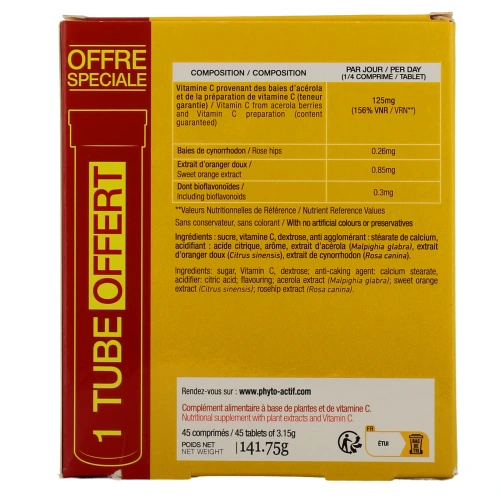 OFFRE
SPECIALE
1 TUBE OFFERT
COMPOSITION / COMPOSITION
PAR JOUR / PER DAY
(1/4 COMPRIMÉ / TABLET)
Vitamine C provenant des baies d'acérola
et de la préparation de vitamine C (teneur
garantie) / Vitamin C from acerola berries
and Vitamin C preparation (content
guaranteed)
125mg
(156% VNR / VRN**)
Baies de cynorrhodon / Rose hips
0.26mg
Extrait d'oranger doux /
Sweet orange extract
0.85mg
Dont bioflavonoïdes /
Including bioflavonoids
0.3mg
**Valeurs Nutritionnelles de Référence / Nutrient Reference Values
Sans conservateur, sans colorant / With no artificial colours or preservatives
Ingrédients : sucre, vitamine C, dextrose, anti agglomérant : stéarate de calcium,
acidifiant : acide citrique, arôme, extrait d'acérola (Malpighia glabra), extrait
d'oranger doux (Citrus sinensis), extrait de cynorrhodon (Rosa canina).
Ingredients: sugar, Vitamin C, dextrose; anti-caking agent: calcium stearate,
acidifier: citric acid; flavouring; acerola extract (Malpighia glabra), sweet orange
extract (Citrus sinensis); rosehip extract (Rosa canina).
Rendez-vous sur : www.phyto-actif.com
Complément alimentaire à base de plantes et de vitamine C.
Nutritional supplement with plant extracts and Vitamin C.
45 comprimés / 45 tablets of 3.15g
POIDS NET
NET WEIGHT
141.75g
FR
ÉTUI
BAC
DE TRI